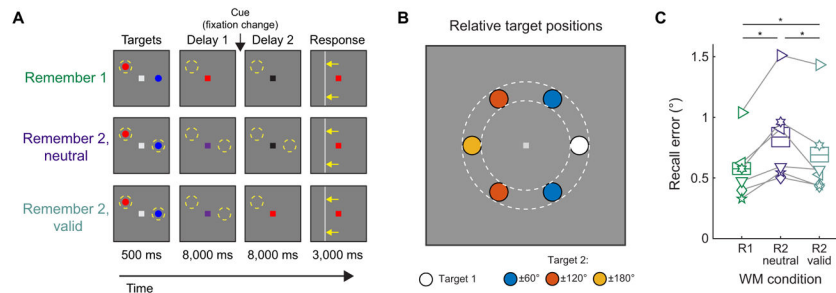 A
Cue
(fixation change)
Targets Delay 1 Delay 2 Response
Remember 1
Remember 2,
neutral
Remember 2,
valid
500 ms 8,000 ms 8,000 ms 3,000 ms
Time
B
Relative target positions
Target 2:
Target 1 ±60° ±120° ±180°
C
* 
* *
Recall error (°)
1.5
1
0.5
0
R1 R2 R2
neutral valid
WM condition